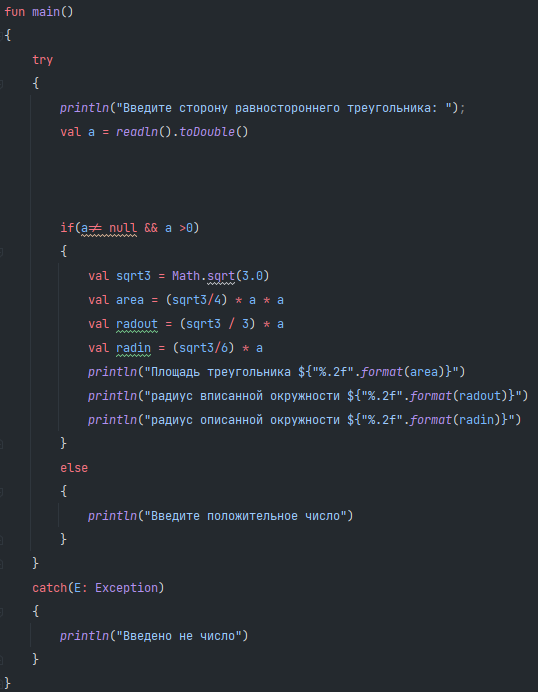 fun main()
{
    try
    {
        println("Введите сторону равностороннего треугольника: ");
        val a = readln().toDouble()
        if(a≠ null && a >0)
        {
            val sqrt3 = Math.sqrt(3.0)
            val area = (sqrt3/4) * a * a
            val radout = (sqrt3 / 3) * a
            val radin = (sqrt3/6) * a
            println("Площадь треугольника ${"%.2f".format(area)}")
            println("радиус вписанной окружности ${"%.2f".format(radout)}")
            println("радиус описанной окружности ${"%.2f".format(radin)}")
        }
        else
        {
            println("Введите положительное число")
        }
    }
    catch(E: Exception)
    {
        println("Введено не число")
    }
}